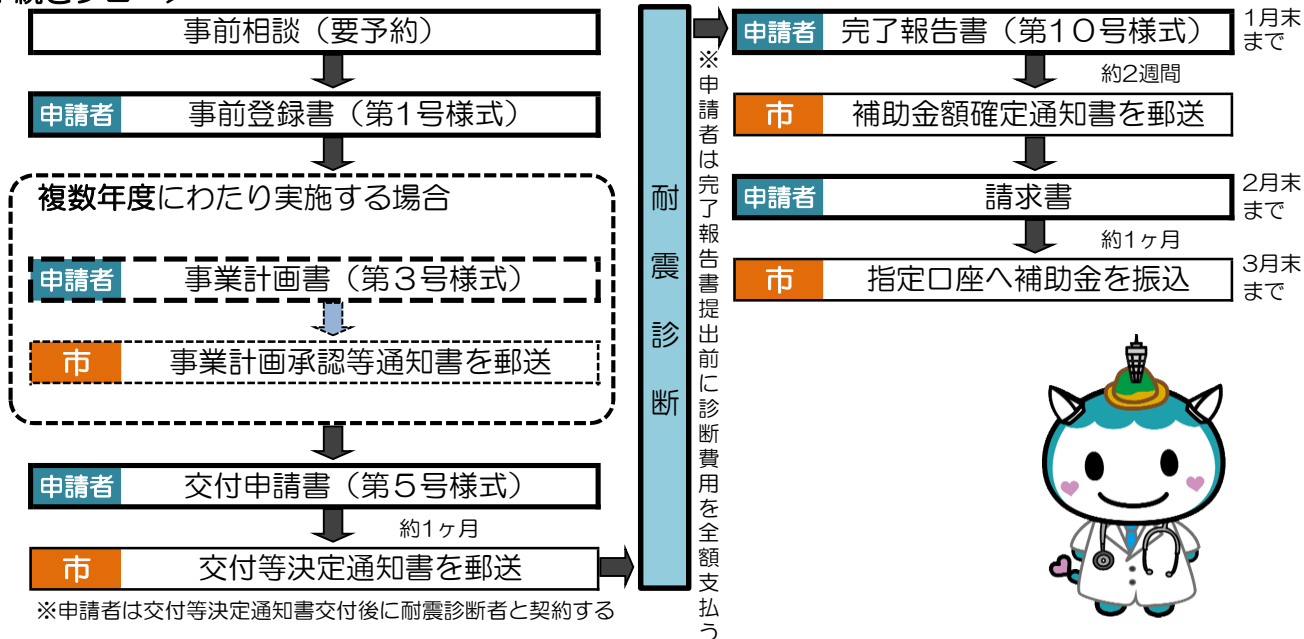 事前相談（要予約）
申請者 事前登録書（第1号様式）
複数年度にわたり実施する場合
申請者 事業計画書（第３号様式）
市 事業計画承認等通知書を郵送
申請者 交付申請書（第５号様式）
約1ヶ月
市 交付等決定通知書を郵送
※申請者は交付等決定通知書交付後に耐震診断者と契約する
耐震診断
※申請者は完了報告書提出前に診断費用を全額支払う
申請者 完了報告書（第１０号様式） 1月末まで
約2週間
市 補助金額確定通知書を郵送
申請者 請求書 2月末まで
約1ヶ月
市 指定口座へ補助金を振込 3月末まで